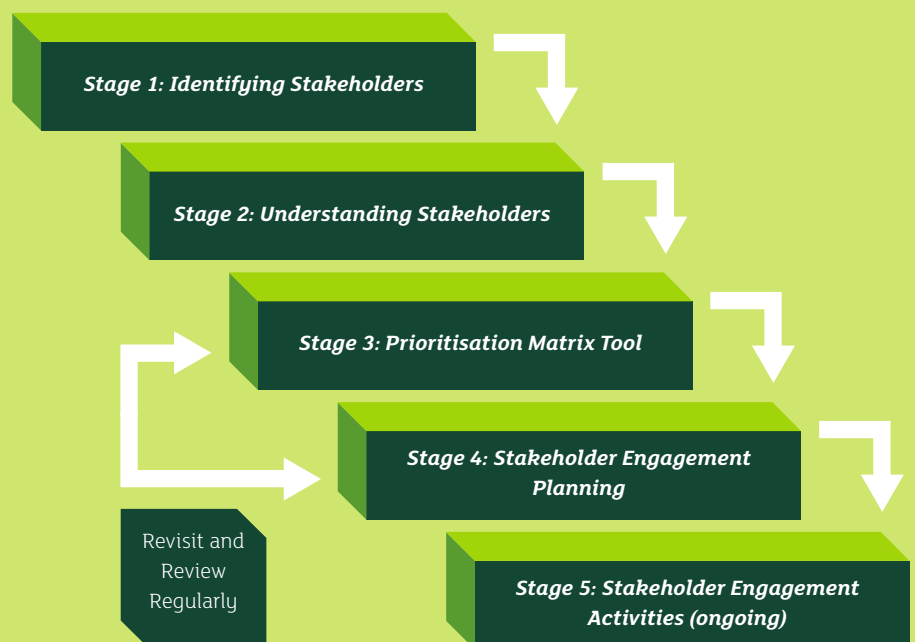 Stage 1: Identifying Stakeholders
Stage 2: Understanding Stakeholders
Stage 3: Prioritisation Matrix Tool
Stage 4: Stakeholder Engagement
Planning
Revisit and
Review
Regularly
Stage 5: Stakeholder Engagement
Activities (ongoing)